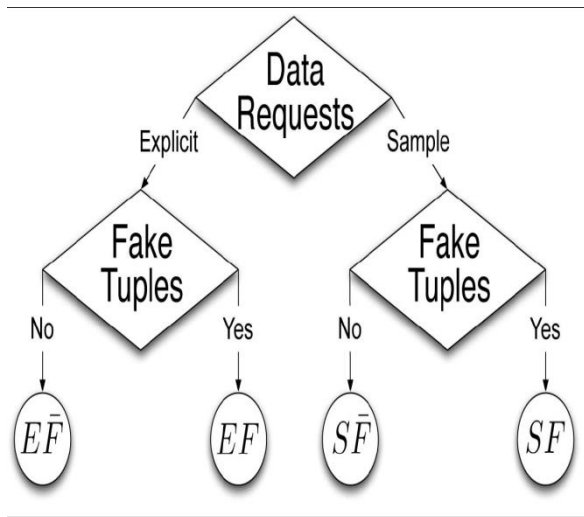 Data
Requests
Explicit
Sample
Fake
Tuples
Fake
Tuples
No
Yes
No
Yes
EF̄
EF
SF̄
SF